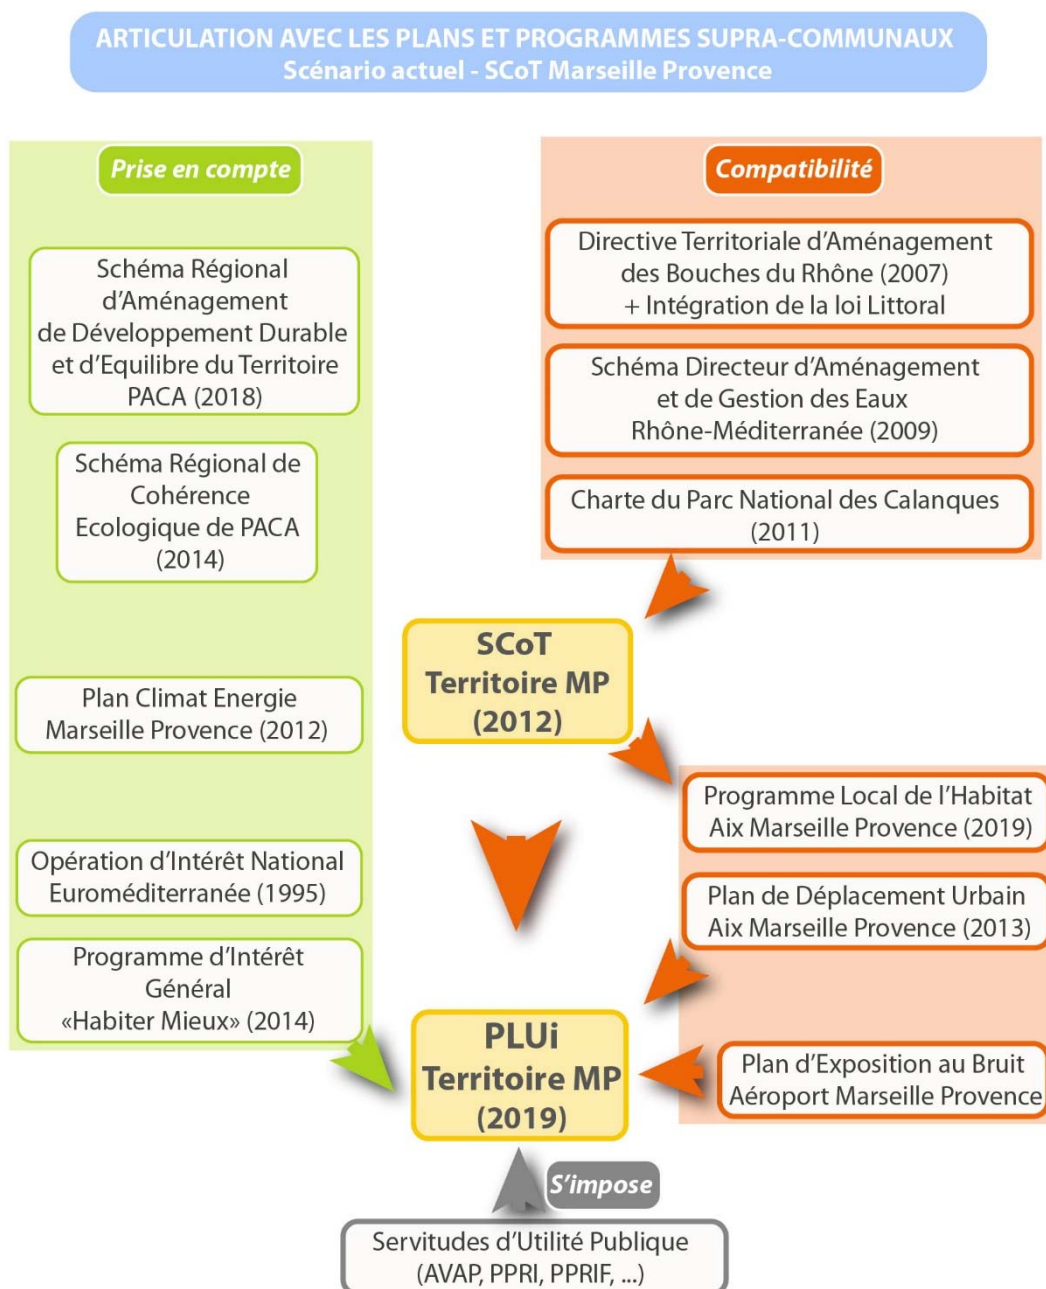 ARTICULATION AVEC LES PLANS ET PROGRAMMES SUPRA-COMMUNAUX
Scénario actuel - SCoT Marseille Provence
Prise en compte
Schéma Régional
d'Aménagement
de Développement Durable
et d'Equilibre du Territoire
PACA (2018)
Schéma Régional de
Cohérence
Ecologique de PACA
(2014)
Plan Climat Energie
Marseille Provence (2012)
Opération d'Intérêt National
Euroméditerranée (1995)
Programme d'Intérêt
Général
«Habiter Mieux» (2014)
Compatibilité
Directive Territoriale d'Aménagement
des Bouches du Rhône (2007)
+ Intégration de la loi Littoral
Schéma Directeur d'Aménagement
et de Gestion des Eaux
Rhône-Méditerranée (2009)
Charte du Parc National des Calanques
(2011)
SCoT
Territoire MP
(2012)
Programme Local de l'Habitat
Aix Marseille Provence (2019)
Plan de Déplacement Urbain
Aix Marseille Provence (2013)
Plan d'Exposition au Bruit
Aéroport Marseille Provence
PLUi
Territoire MP
(2019)
S'impose
Servitudes d'Utilité Publique
(AVAP, PPRI, PPRIF, ...)